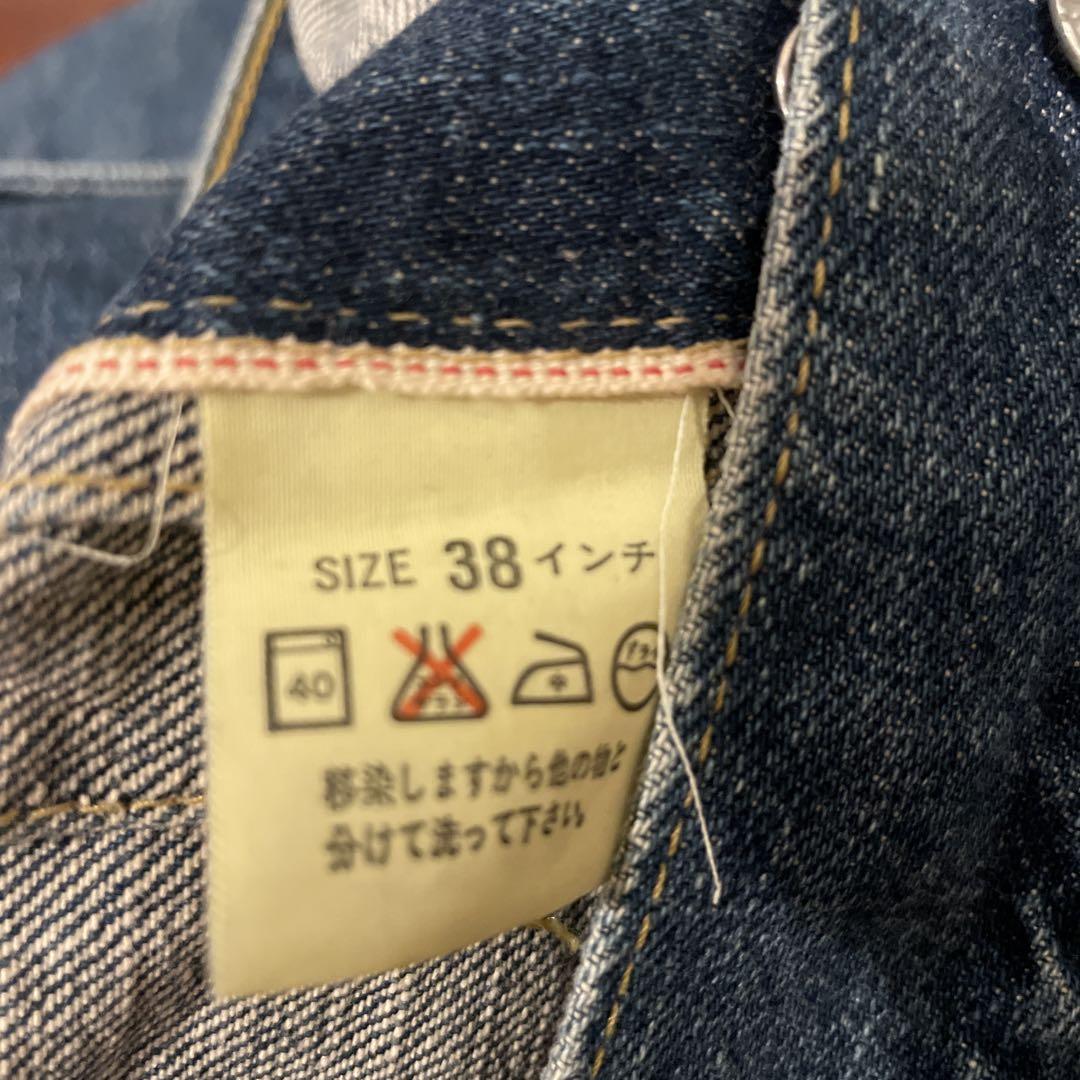 SIZE 38インチ
40
移染しますから色の物と
分けて洗って下さい